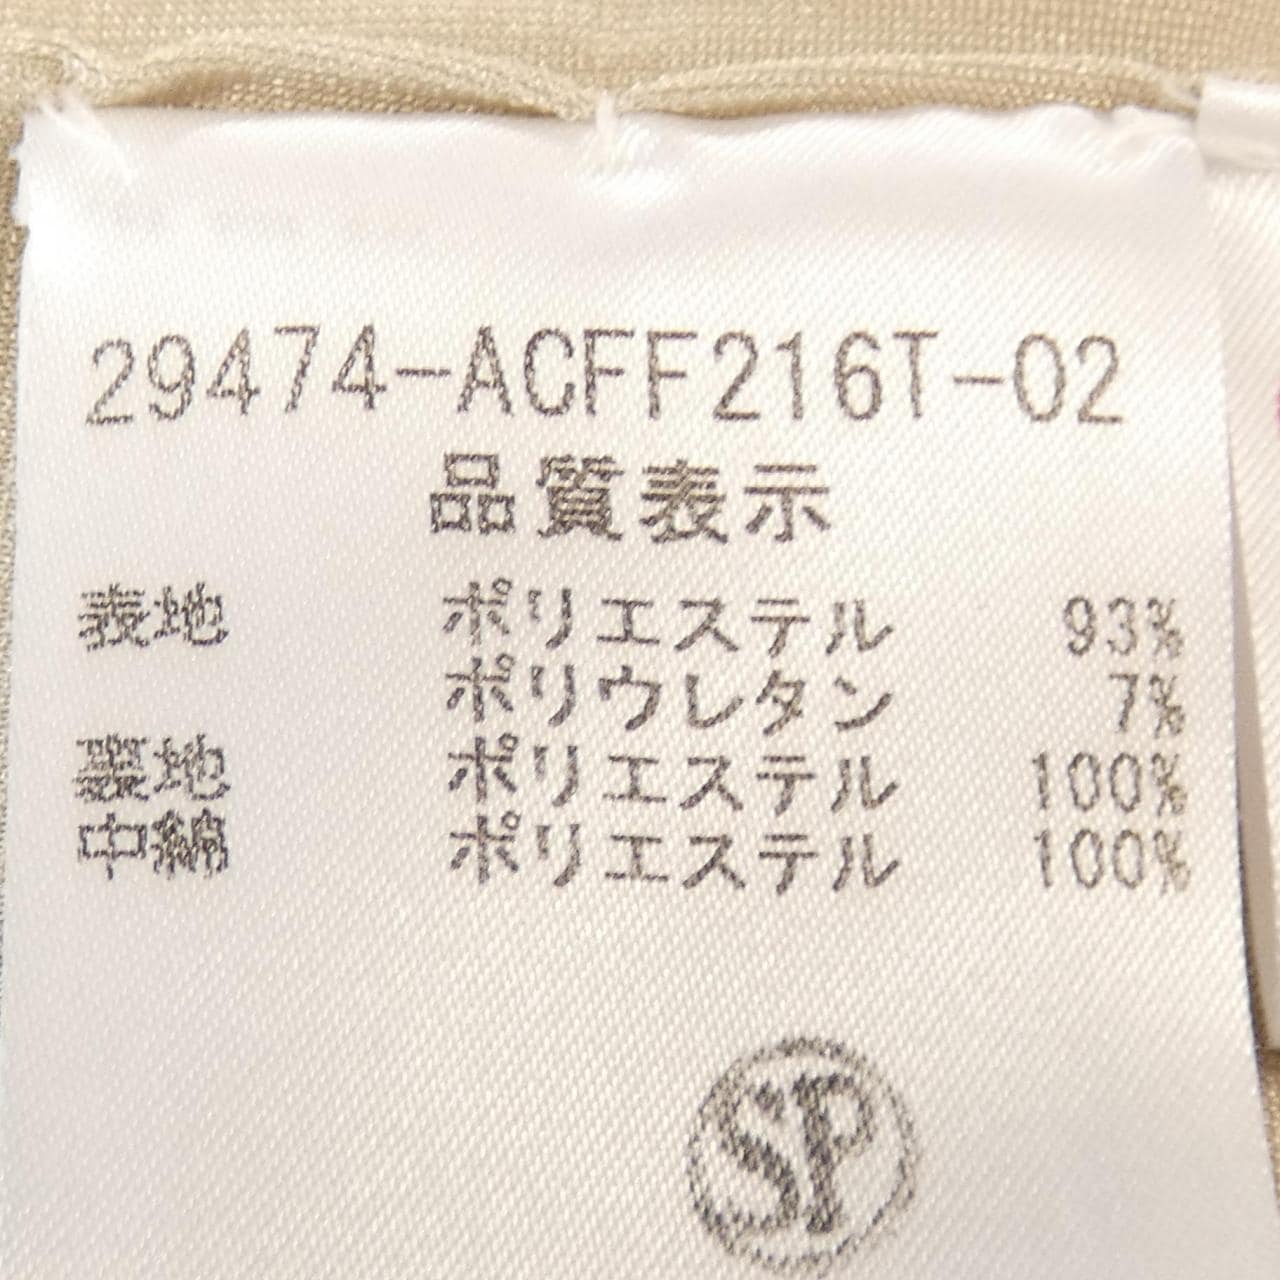 29474-ACFF216T-02
品質表示
表地 ポリエステル 93%
ポリウレタン 7%
裏地 ポリエステル 100%
中綿 ポリエステル 100%
SP